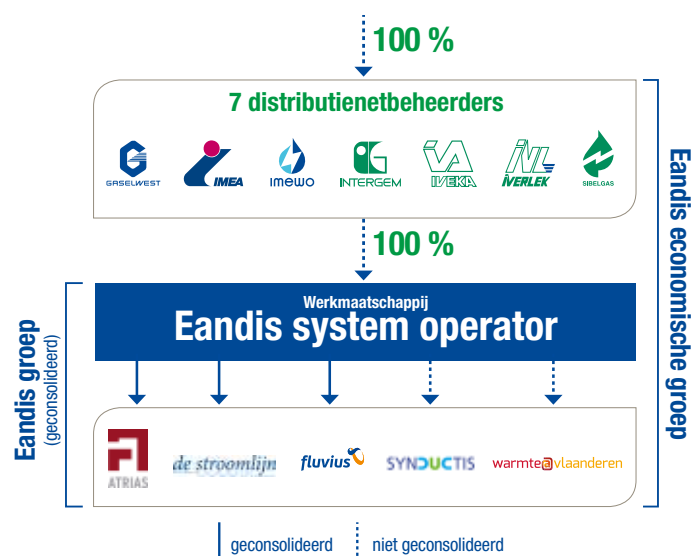 100 %
7 distributienetbeheerders
GASELWEST
IMEA
imewo
INTERGEM
IVEKA
iVERLEK
SIBELGAS
100 %
Werkmaatschappij
Eandis system operator
Eandis groep
(geconsolideerd)
Eandis economische groep
ATRIAS
de stroomlijn
fluvius
SYNDUCTIS
warmte@vlaanderen
geconsolideerd
niet geconsolideerd